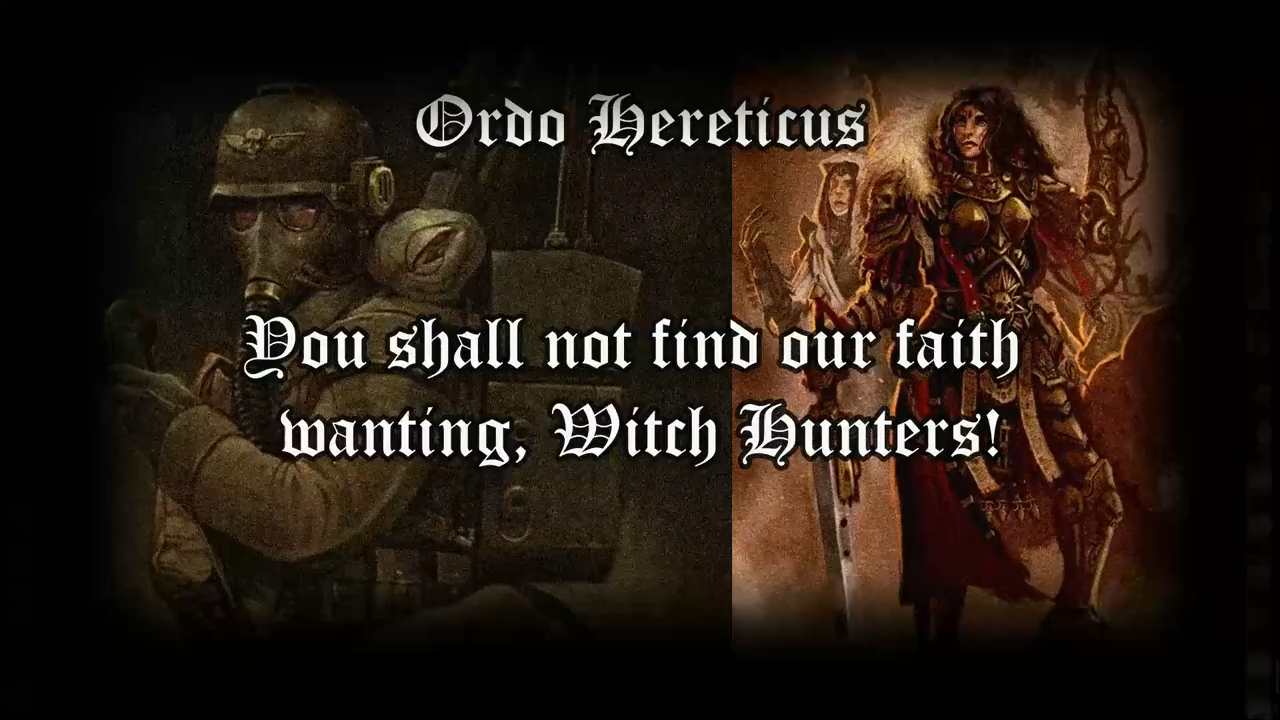 Ordo Hereticus
You shall not find our faith
wanting, Witch Hunters!